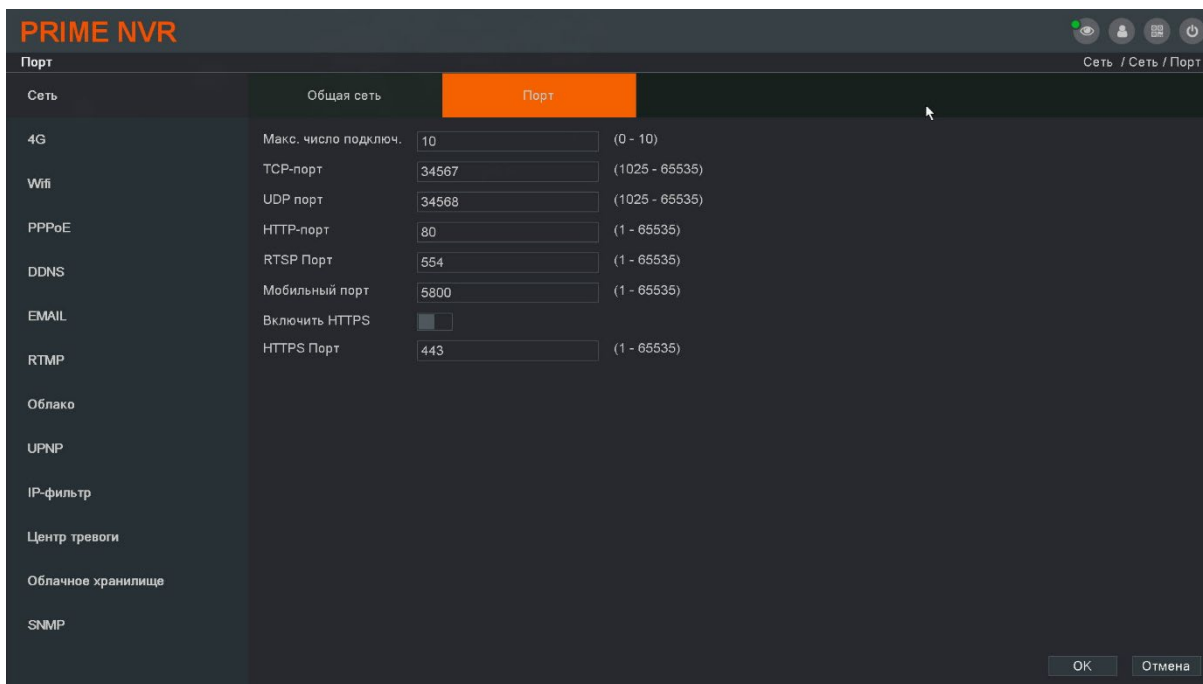 PRIME NVR
Порт
Сеть / Сеть / Порт
Сеть
Общая сеть
Порт
4G
Wifi
PPPoE
DDNS
EMAIL
RTMP
Облако
UPNP
IP-фильтр
Центр тревоги
Облачное хранилище
SNMP
Макс. число подключ. 10 (0 - 10)
TCP-порт 34567 (1025 - 65535)
UDP порт 34568 (1025 - 65535)
HTTP-порт 80 (1 - 65535)
RTSP Порт 554 (1 - 65535)
Мобильный порт 5800 (1 - 65535)
Включить HTTPS
HTTPS Порт 443 (1 - 65535)
OK
Отмена